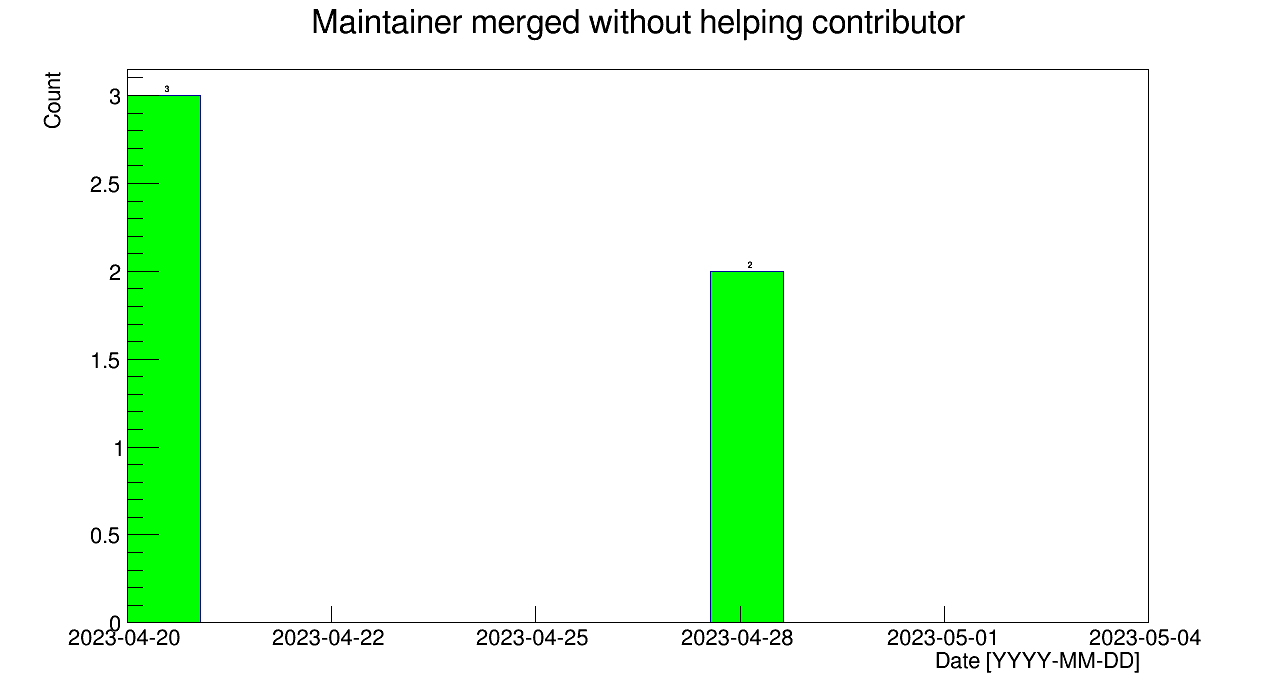 Maintainer merged without helping contributor
Count
3
3
2.5
2
2
1.5
1
0.5
0
2023-04-20 2023-04-22 2023-04-25 2023-04-28 2023-05-01 2023-05-04
Date [YYYY-MM-DD]